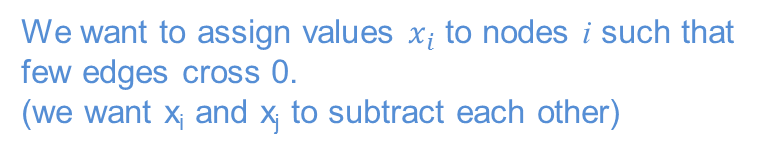 We want to assign values xᵢ to nodes i such that
few edges cross 0.
(we want xᵢ and xⱼ to subtract each other)